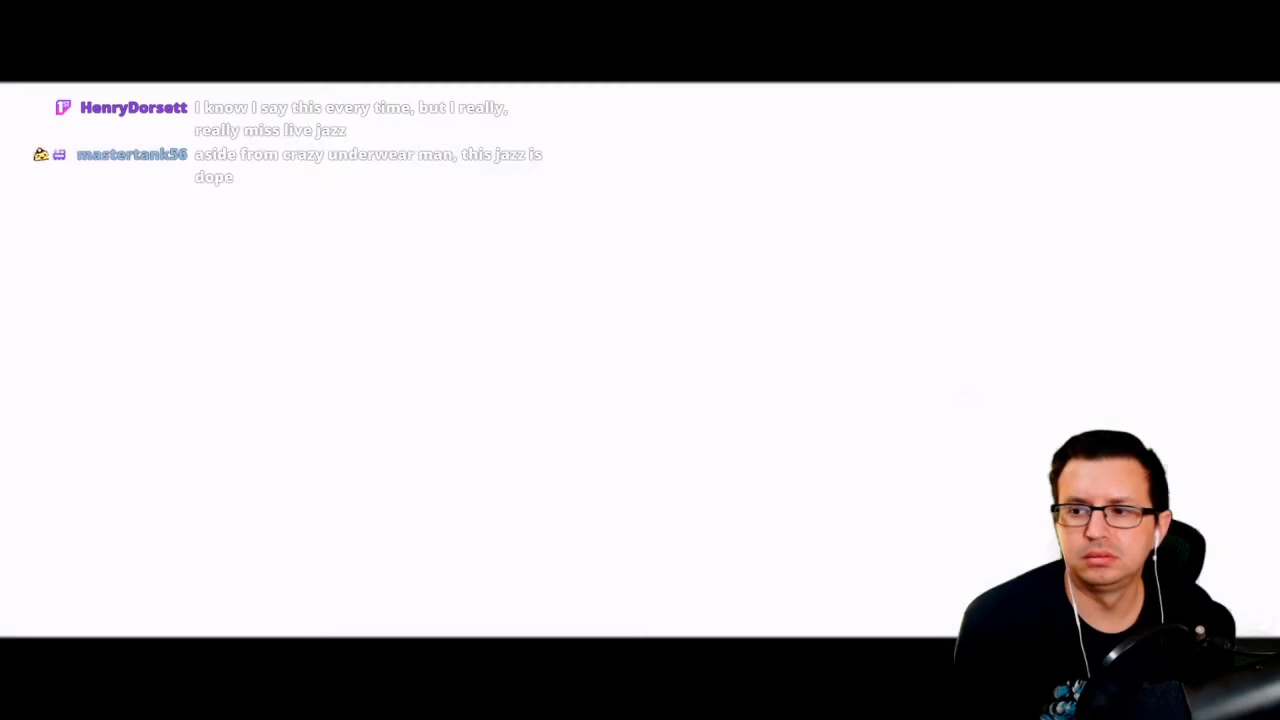 HenryDorsett I know I say this every time, but I really,
really miss live jazz
mastertank56 aside from crazy underwear man, this jazz is
dope